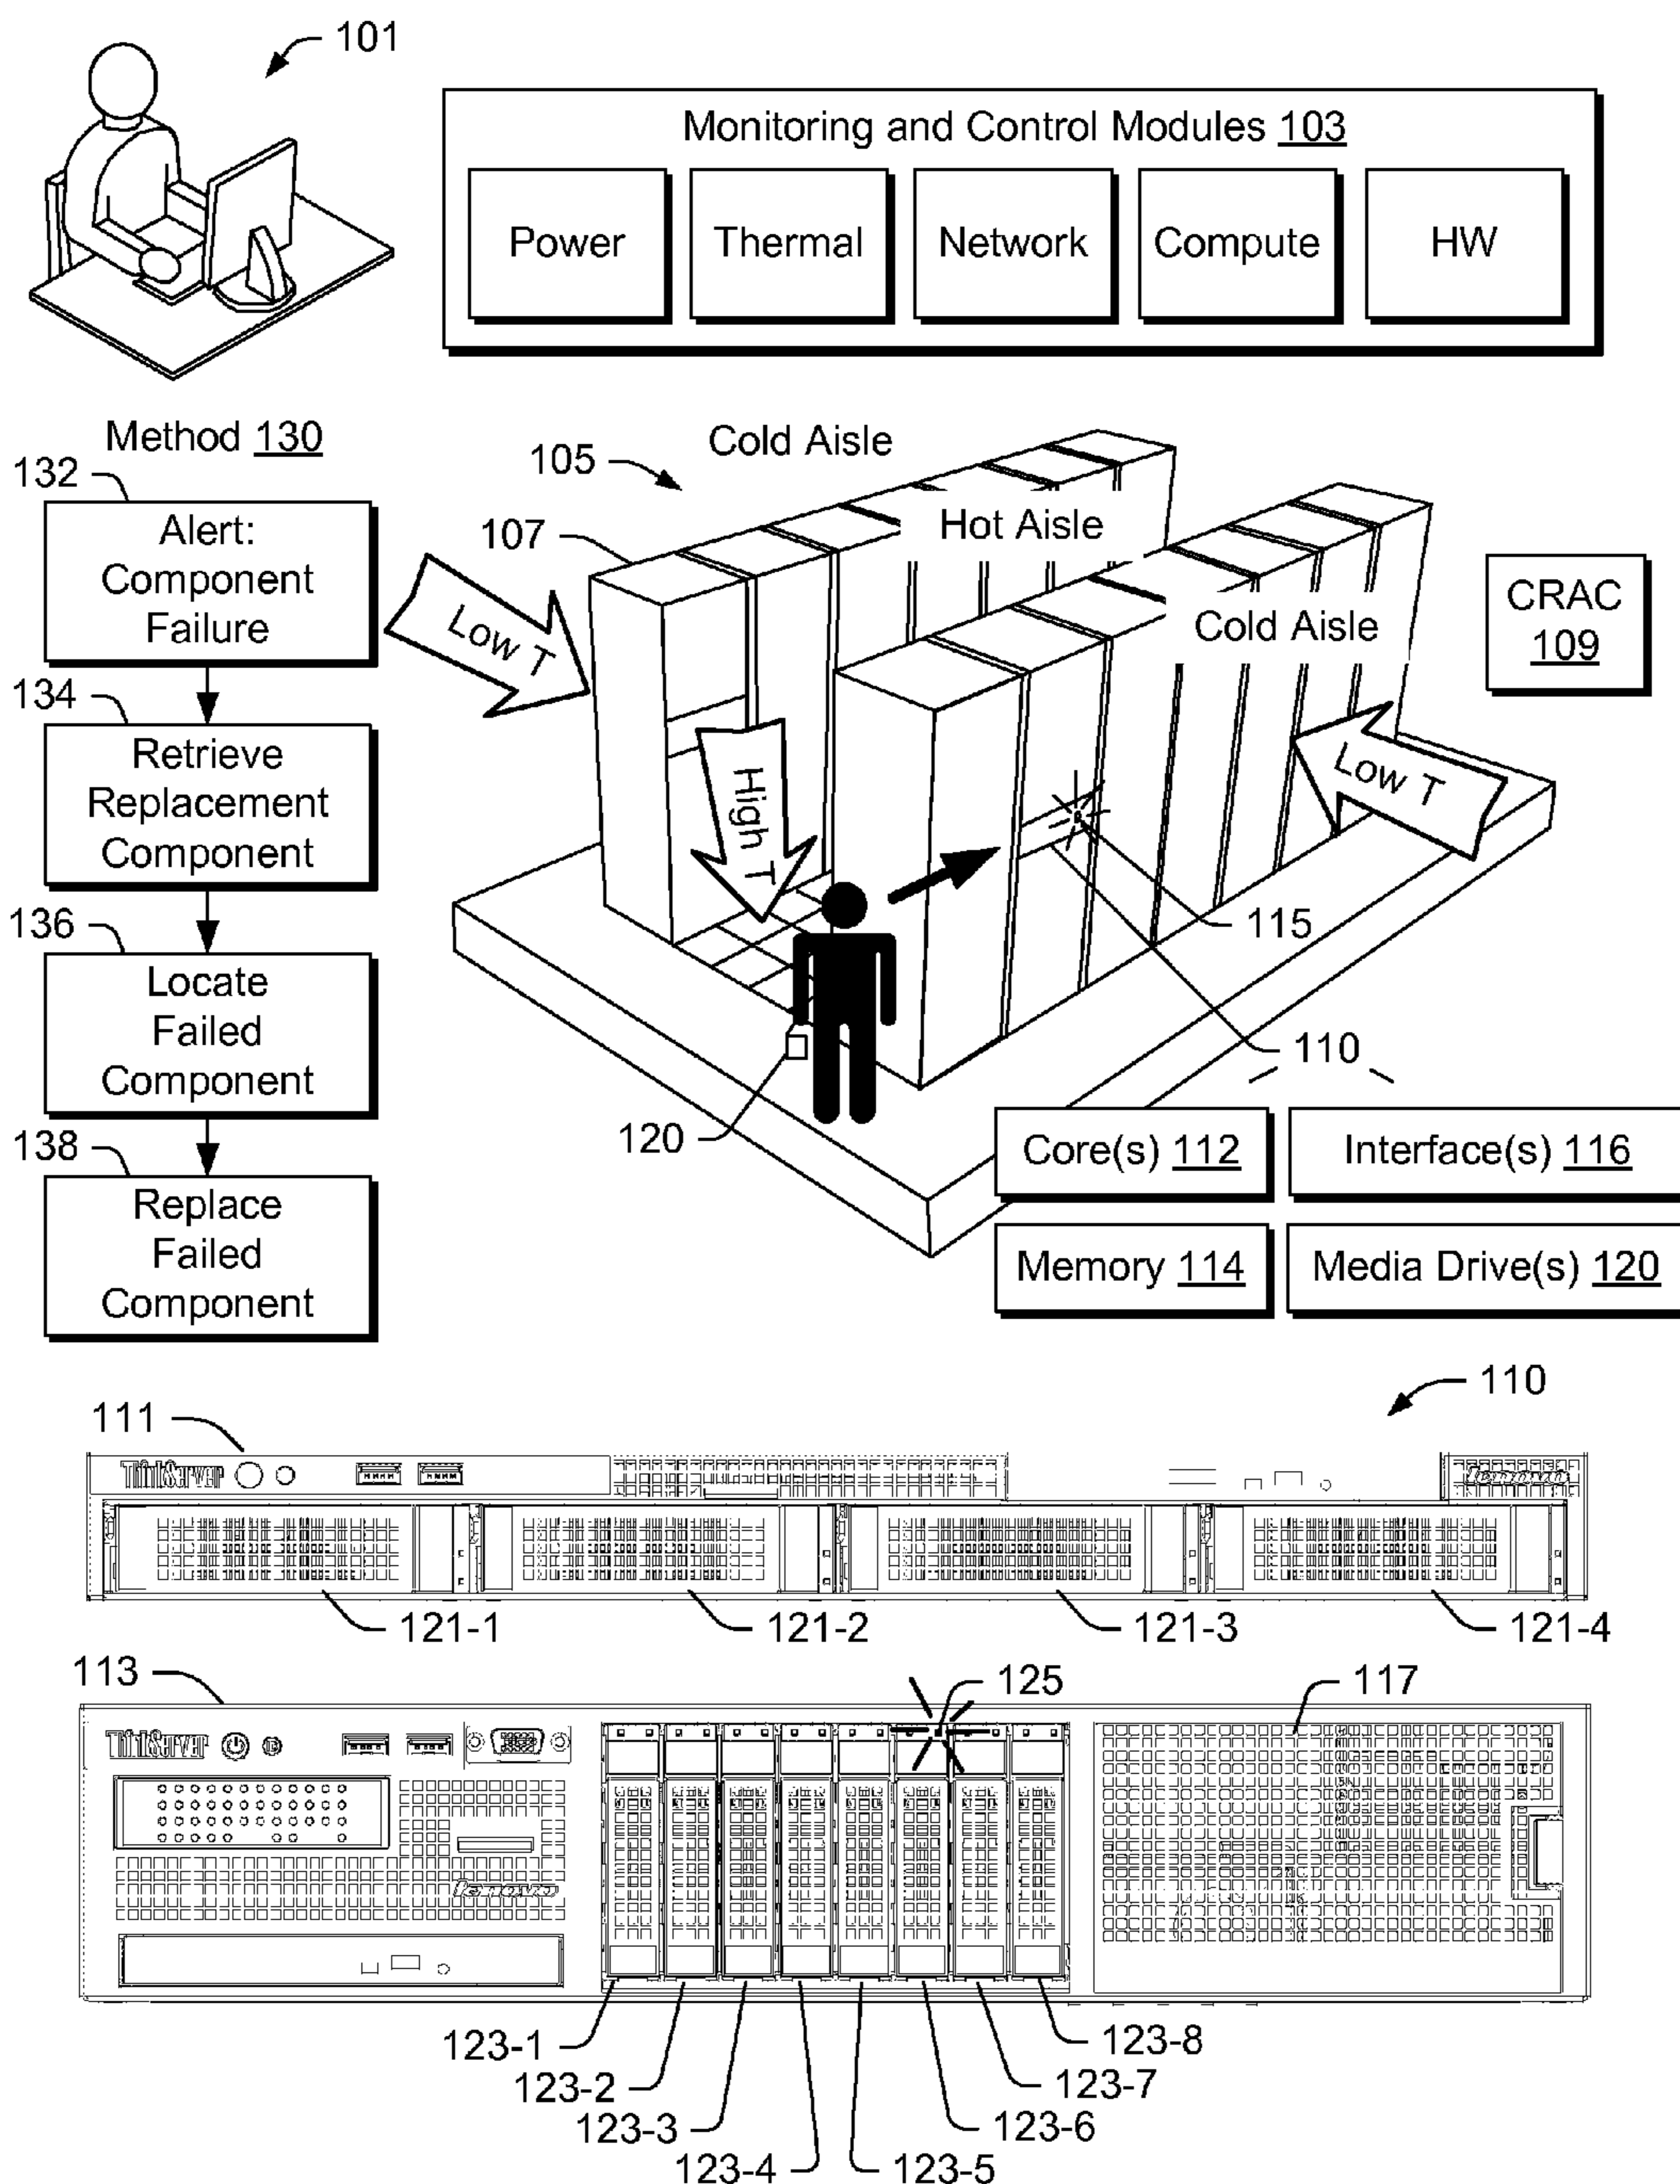 101
Monitoring and Control Modules 103
Power
Thermal
Network
Compute
HW
Method 130
132
Alert:
Component
Failure
134
Retrieve
Replacement
Component
136
Locate
Failed
Component
138
Replace
Failed
Component
Cold Aisle
105
107
Hot Aisle
Cold Aisle
CRAC
109
Low T
High T
Low T
115
110
120
Core(s) 112
Interface(s) 116
Memory 114
Media Drive(s) 120
110
111
ThinkServer
lenovo
121-1
121-2
121-3
121-4
113
125
117
ThinkServer
lenovo
123-1
123-2
123-3
123-4
123-5
123-6
123-7
123-8